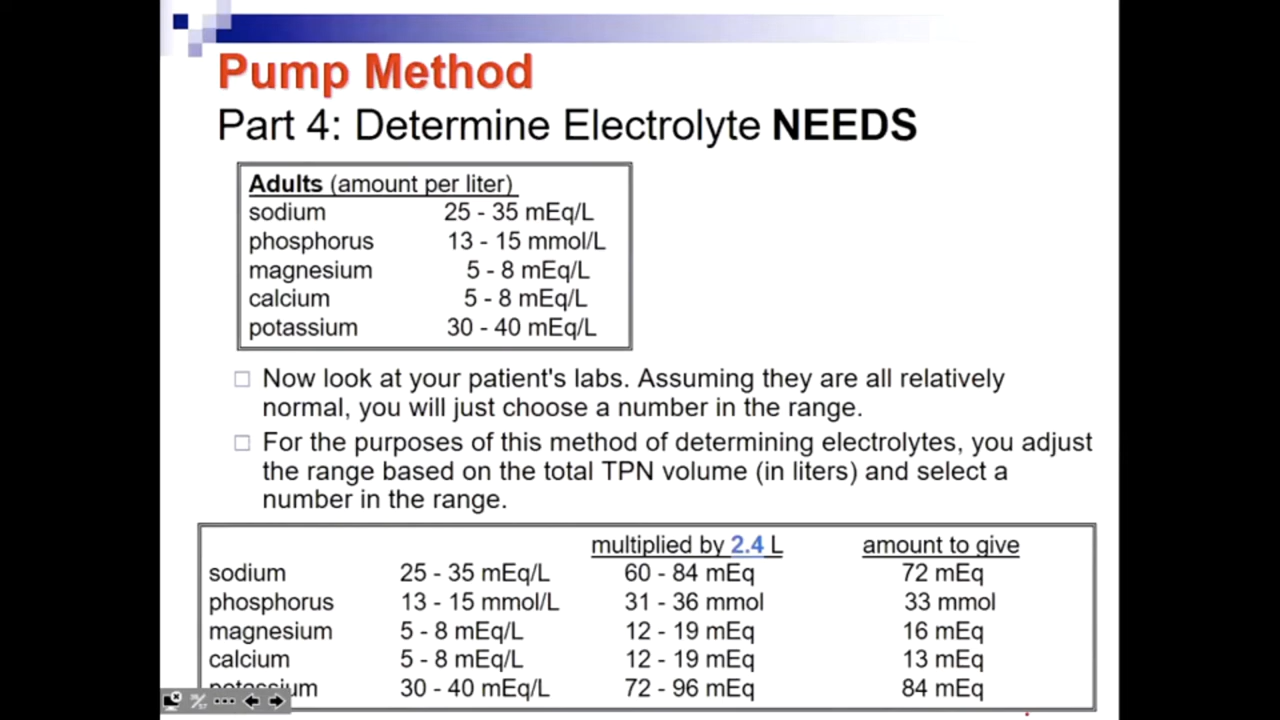 Pump Method
Part 4: Determine Electrolyte NEEDS
Adults (amount per liter)
sodium 25 - 35 mEq/L
phosphorus 13 - 15 mmol/L
magnesium 5 - 8 mEq/L
calcium 5 - 8 mEq/L
potassium 30 - 40 mEq/L
Now look at your patient's labs. Assuming they are all relatively
normal, you will just choose a number in the range.
For the purposes of this method of determining electrolytes, you adjust
the range based on the total TPN volume (in liters) and select a
number in the range.
multiplied by 2.4 L amount to give
sodium 25 - 35 mEq/L 60 - 84 mEq 72 mEq
phosphorus 13 - 15 mmol/L 31 - 36 mmol 33 mmol
magnesium 5 - 8 mEq/L 12 - 19 mEq 16 mEq
calcium 5 - 8 mEq/L 12 - 19 mEq 13 mEq
potassium 30 - 40 mEq/L 72 - 96 mEq 84 mEq